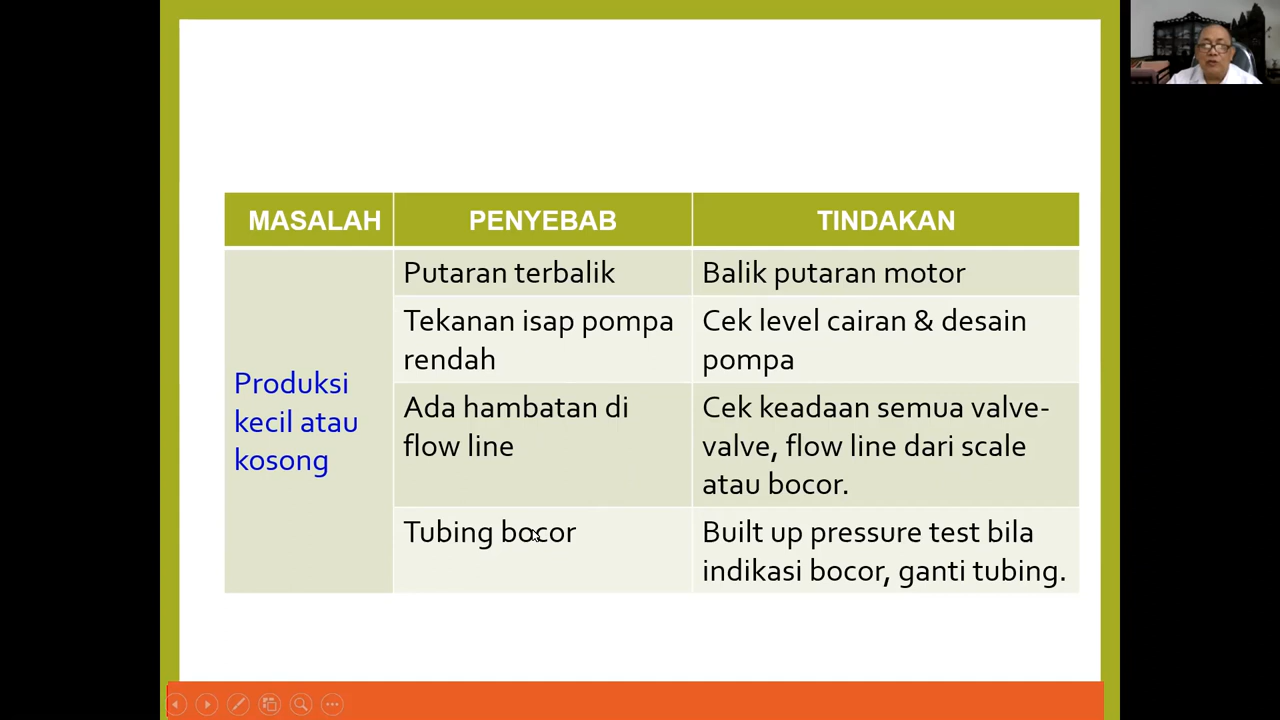 MASALAH
PENYEBAB
TINDAKAN
Produksi
kecil atau
kosong
Putaran terbalik
Balik putaran motor
Tekanan isap pompa
rendah
Cek level cairan & desain
pompa
Ada hambatan di
flow line
Cek keadaan semua valve-
valve, flow line dari scale
atau bocor.
Tubing bocor
Built up pressure test bila
indikasi bocor, ganti tubing.